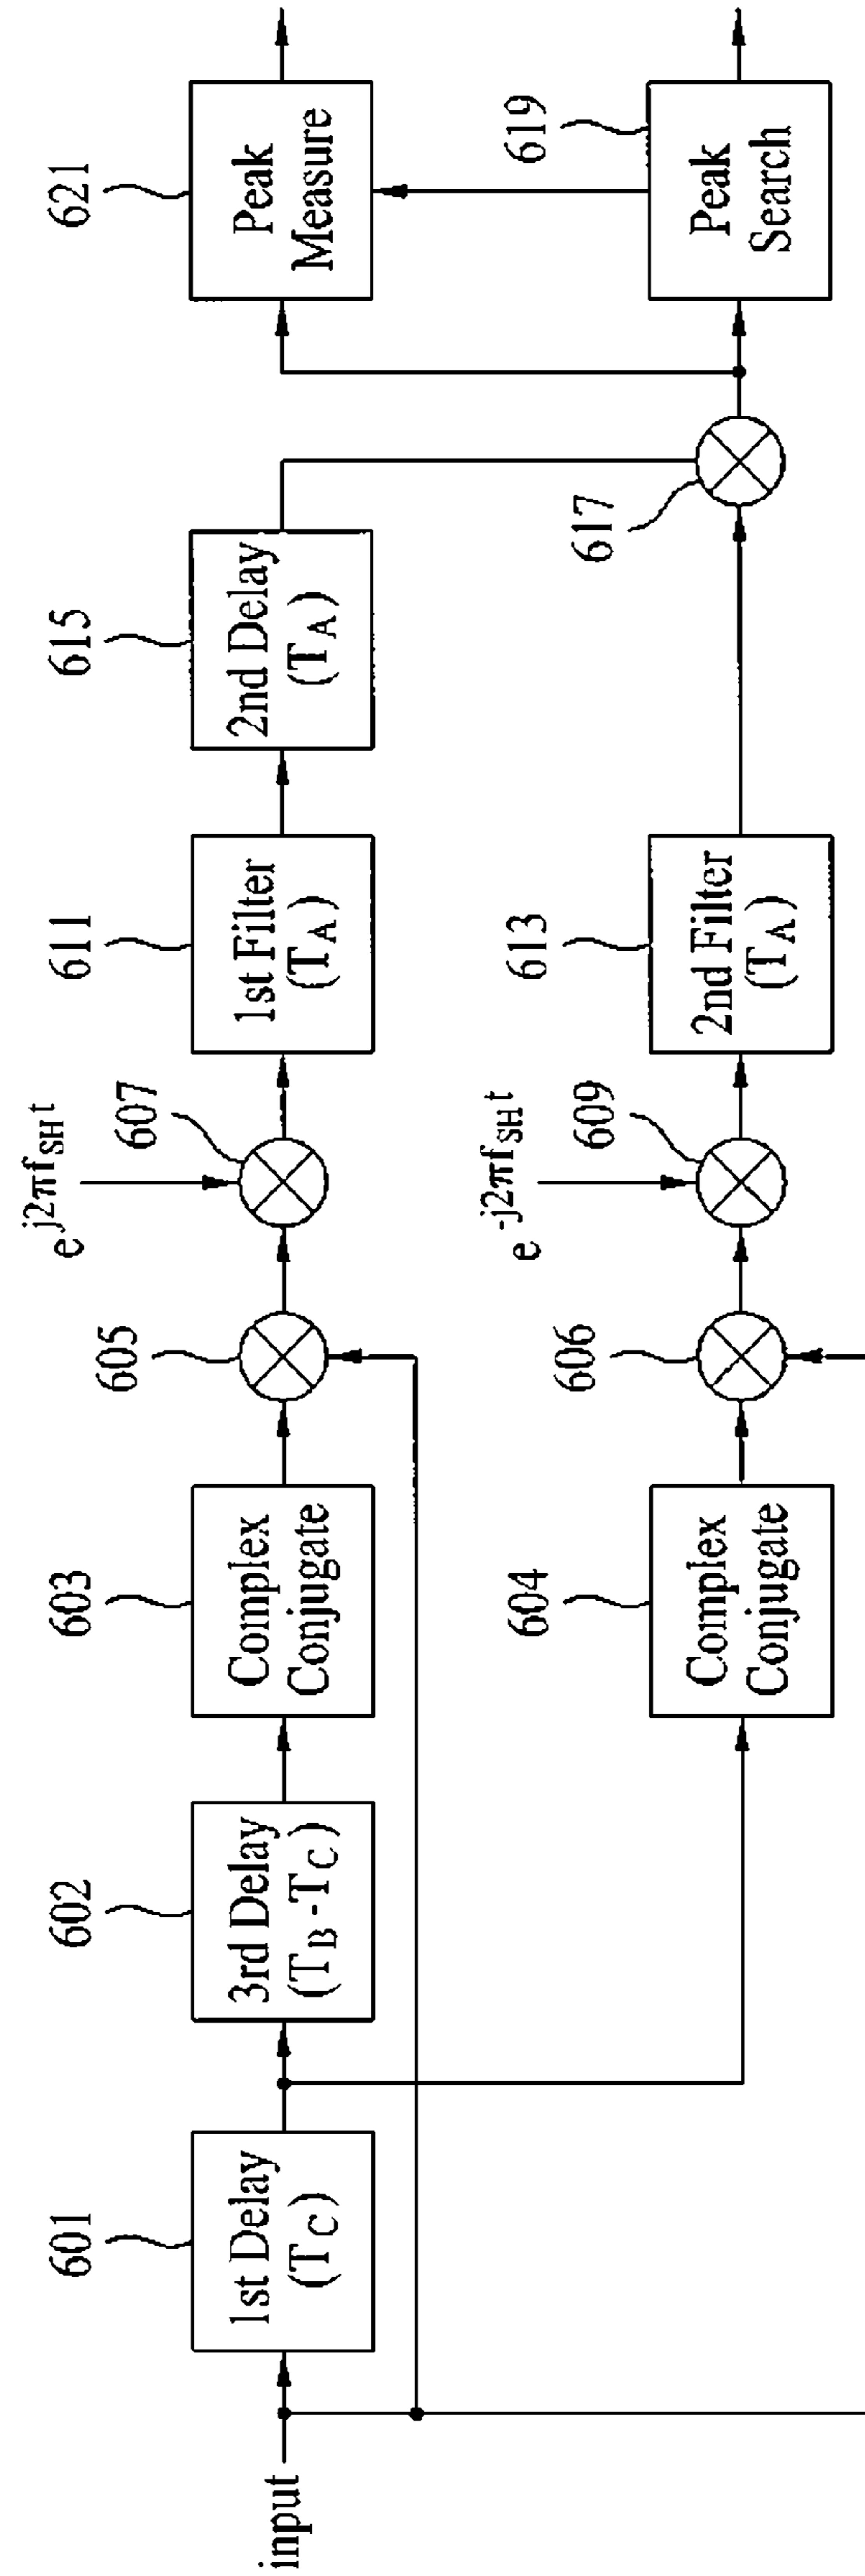 input
601
1st Delay
(TC)
602
3rd Delay
(TB-TC)
603
Complex
Conjugate
605
e^j2πfSHt
607
611
1st Filter
(TA)
615
2nd Delay
(TA)
621
Peak
Measure
604
Complex
Conjugate
606
e^-j2πfSHt
609
613
2nd Filter
(TA)
617
619
Peak
Search